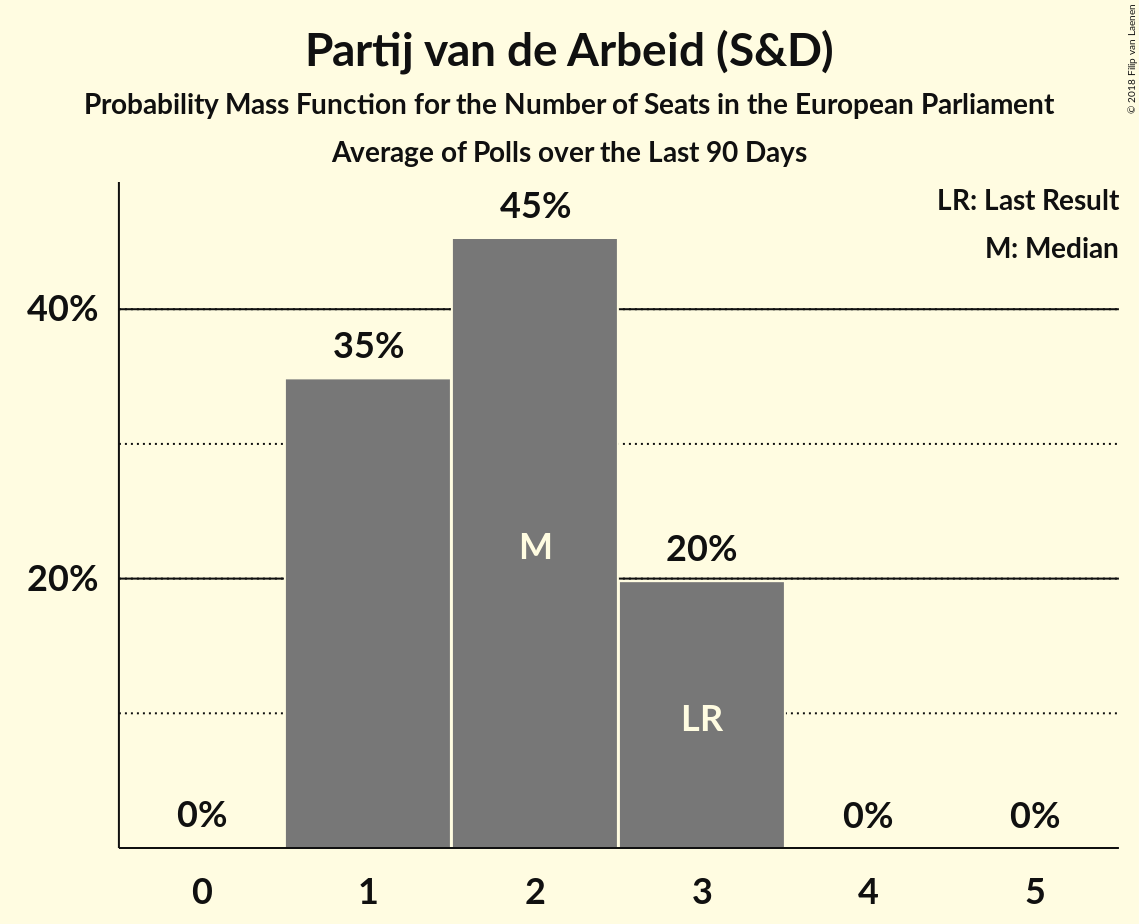 Partij van de Arbeid (S&D)
Probability Mass Function for the Number of Seats in the European Parliament
Average of Polls over the Last 90 Days
© 2018 Filip van Laenen
LR: Last Result
M: Median
45%
40%
35%
M
20%
20%
LR
0%
0%
0%
0 1 2 3 4 5